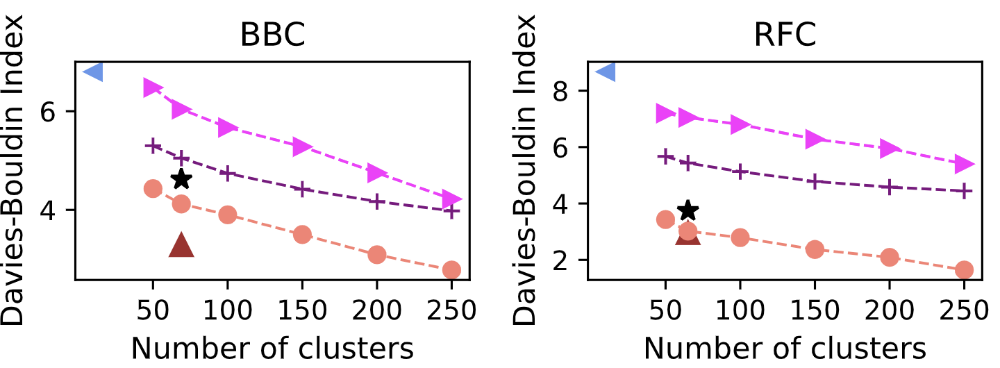 BBC
Davies-Bouldin Index
6
4
50 100 150 200 250
Number of clusters
RFC
Davies-Bouldin Index
8
6
4
2
50 100 150 200 250
Number of clusters